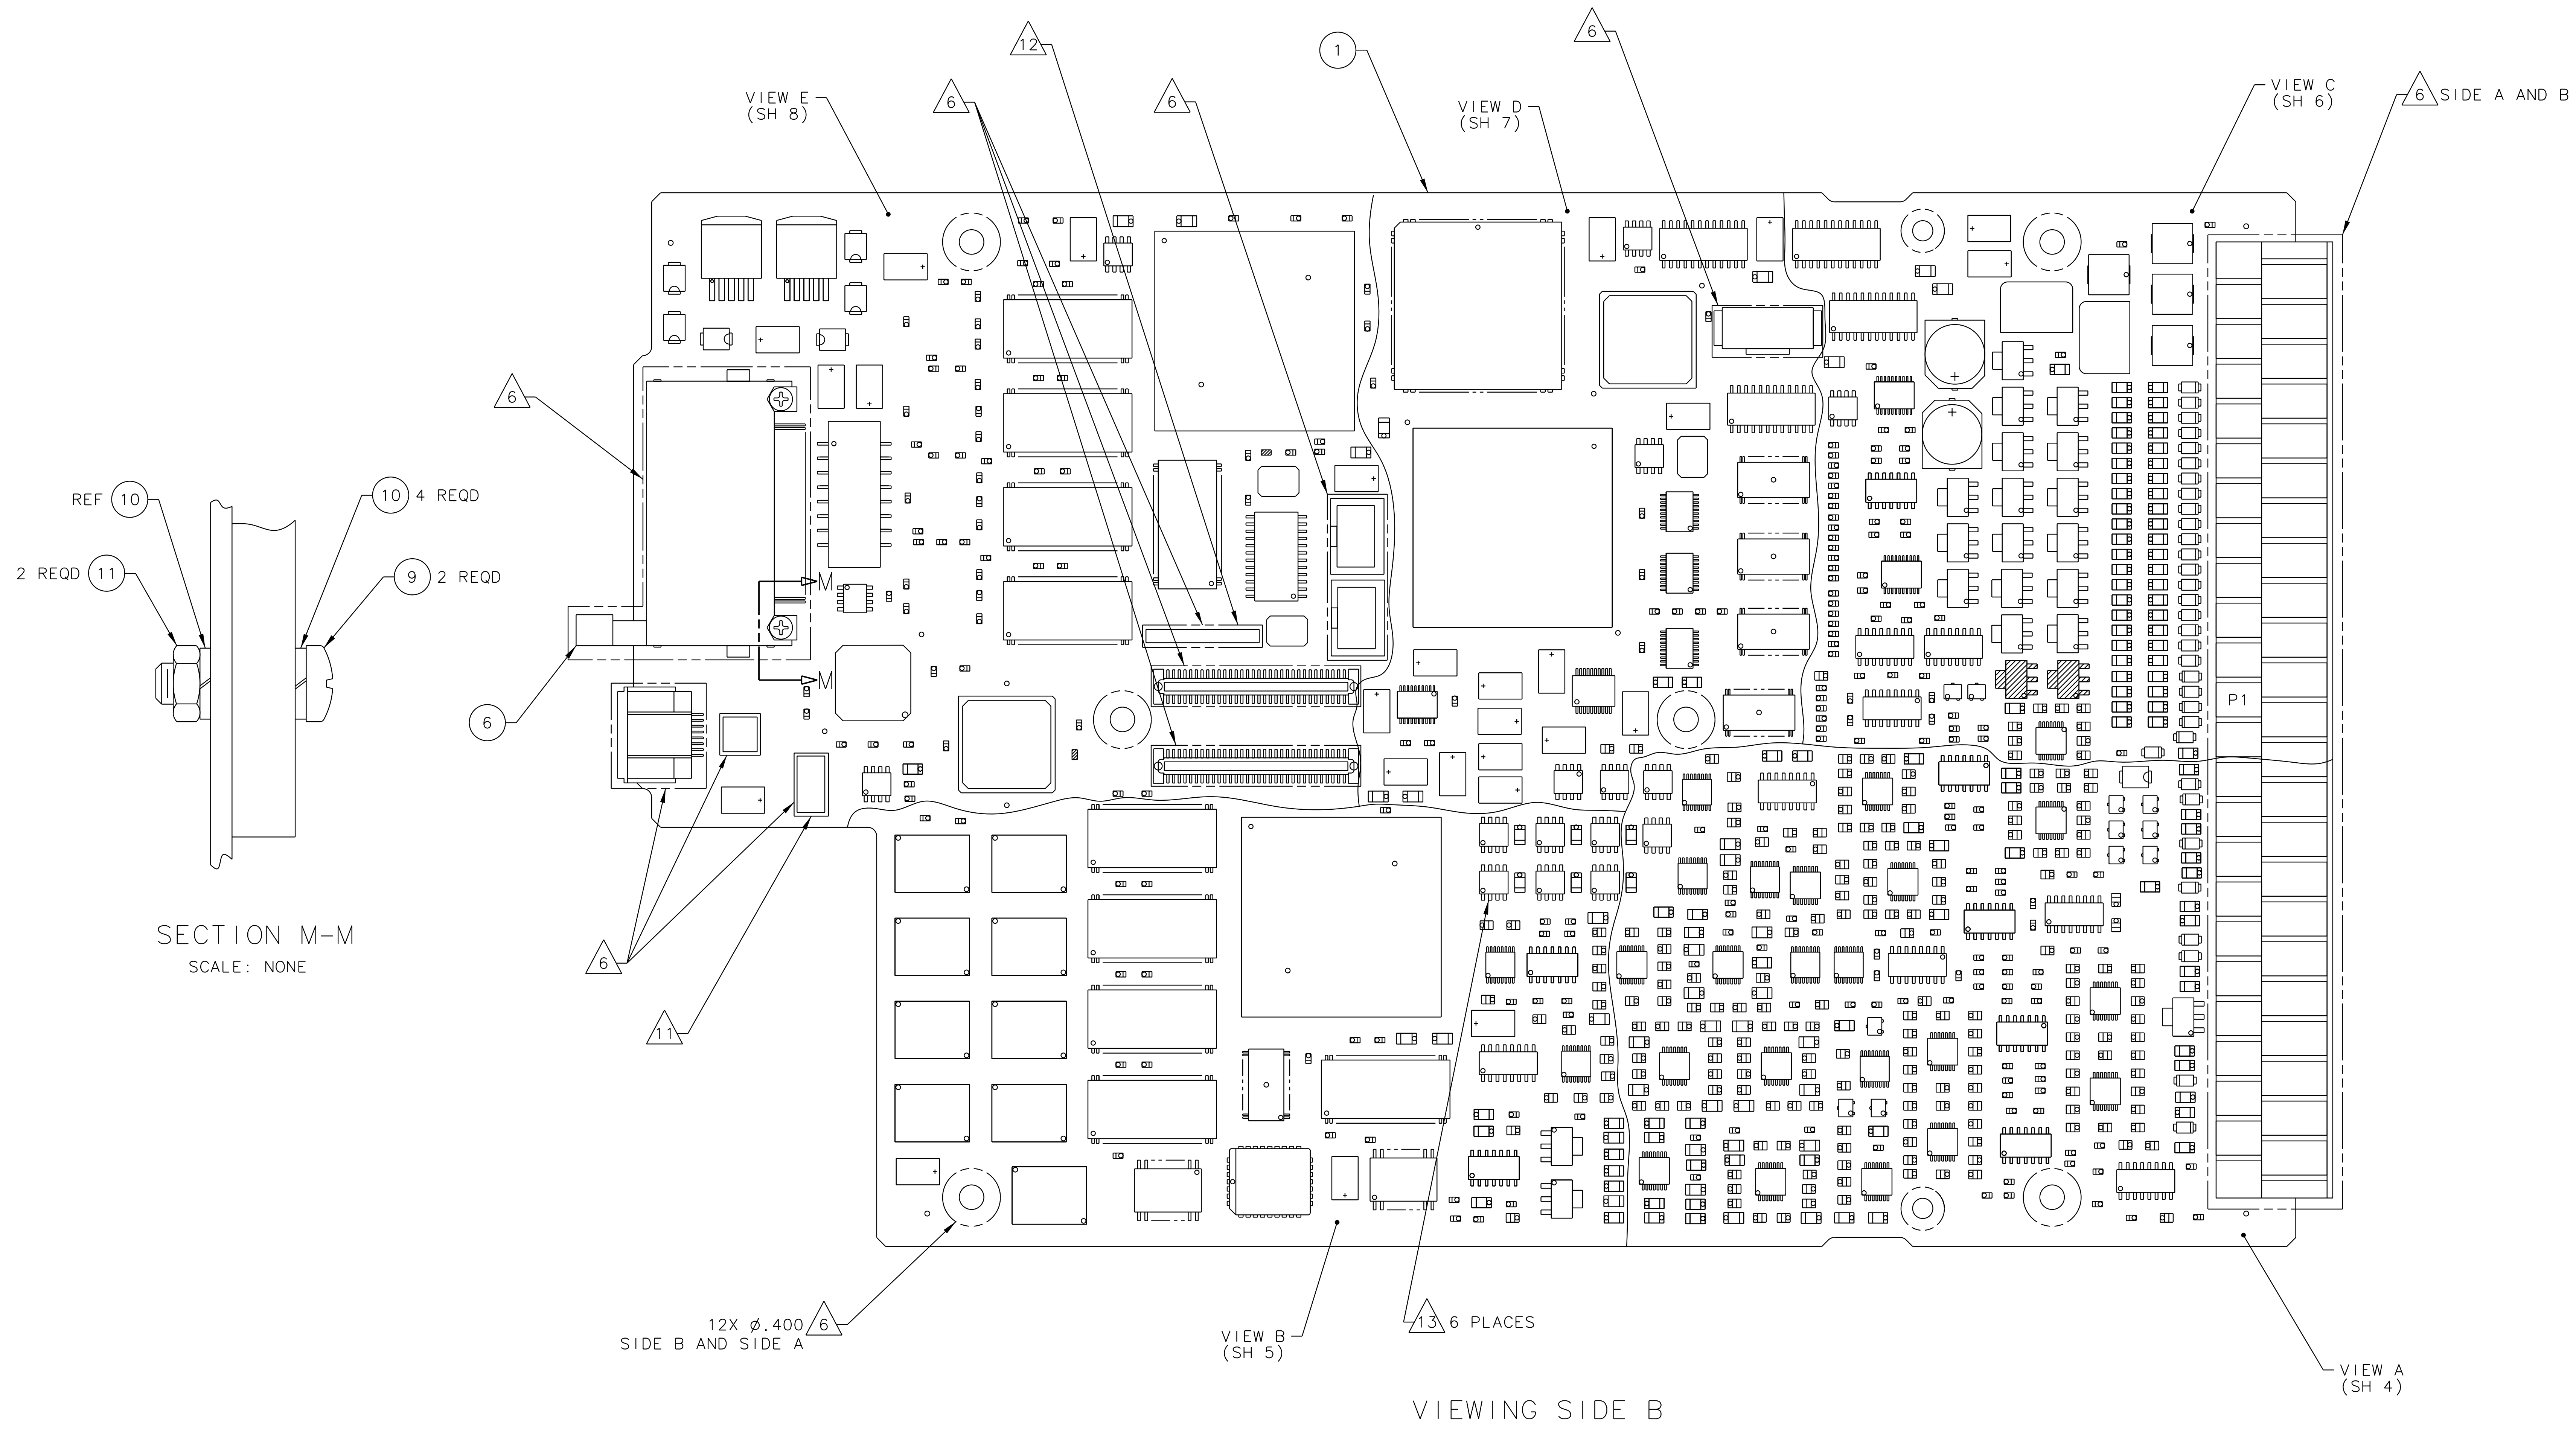 12
1
6
VIEW E
(SH 8)
6
6
VIEW D
(SH 7)
VIEW C
(SH 6)
6 SIDE A AND B
6
REF 10
10 4 REQD
2 REQD 11
9 2 REQD
M
M
6
P1
SECTION M-M
SCALE: NONE
6
11
12X ø.400 6
SIDE B AND SIDE A
VIEW B
(SH 5)
13 6 PLACES
VIEW A
(SH 4)
VIEWING SIDE B